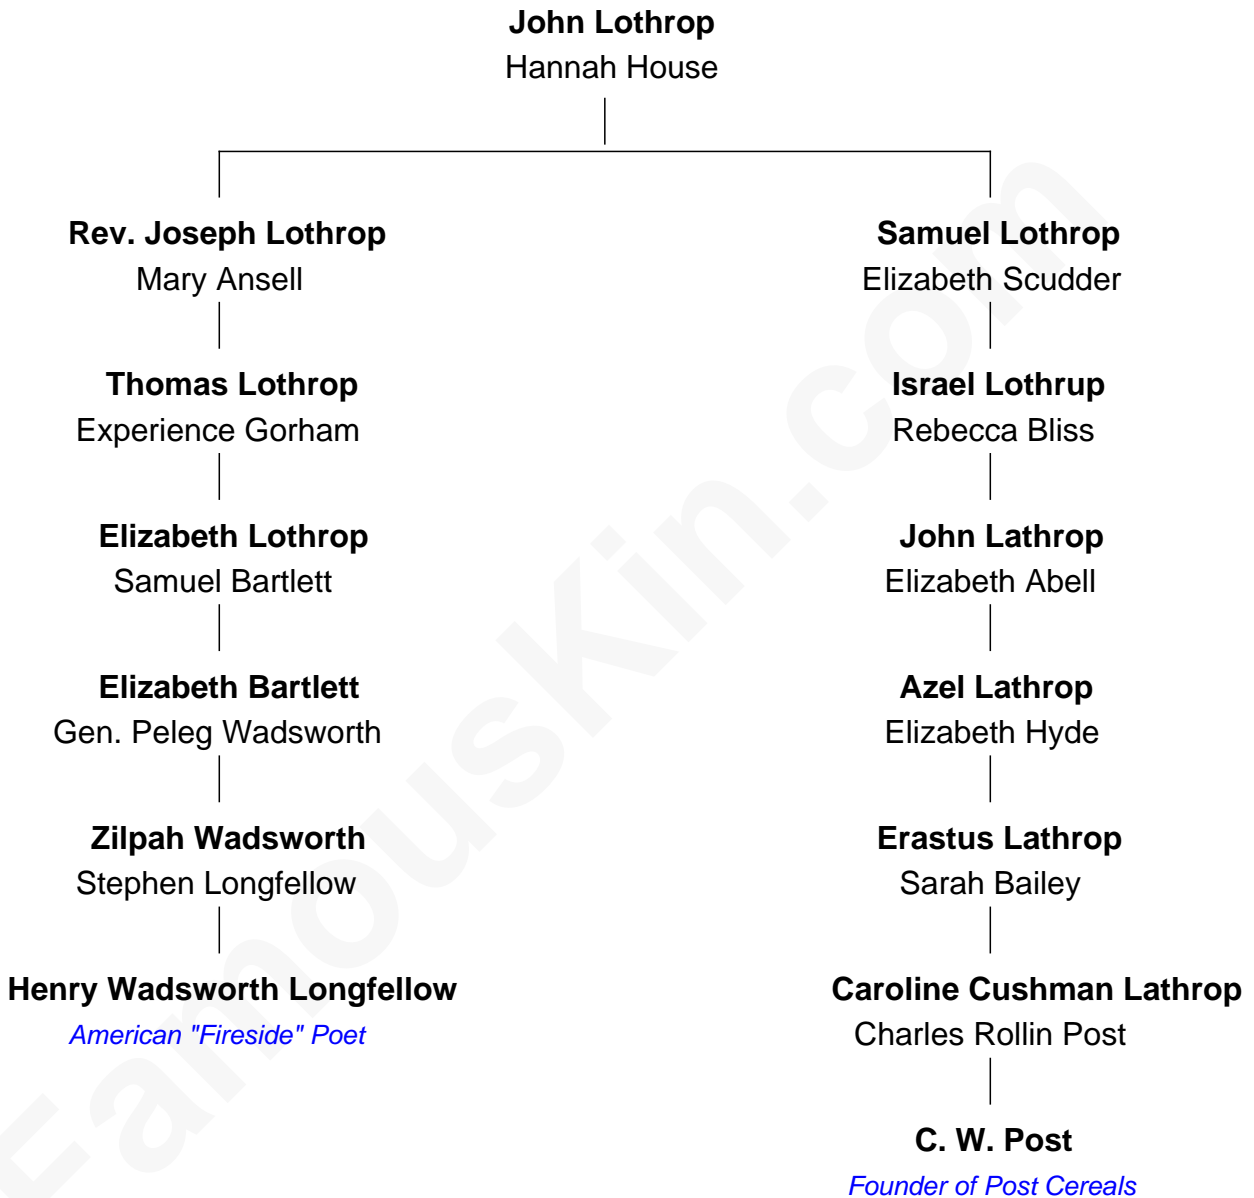 John Lothrop
Hannah House
Rev. Joseph Lothrop
Mary Ansell
Samuel Lothrop
Elizabeth Scudder
Thomas Lothrop
Experience Gorham
Israel Lothrup
Rebecca Bliss
Elizabeth Lothrop
Samuel Bartlett
John Lathrop
Elizabeth Abell
Elizabeth Bartlett
Gen. Peleg Wadsworth
Azel Lathrop
Elizabeth Hyde
Zilpah Wadsworth
Stephen Longfellow
Erastus Lathrop
Sarah Bailey
Henry Wadsworth Longfellow
American "Fireside" Poet
Caroline Cushman Lathrop
Charles Rollin Post
C. W. Post
Founder of Post Cereals
FamousKin.com